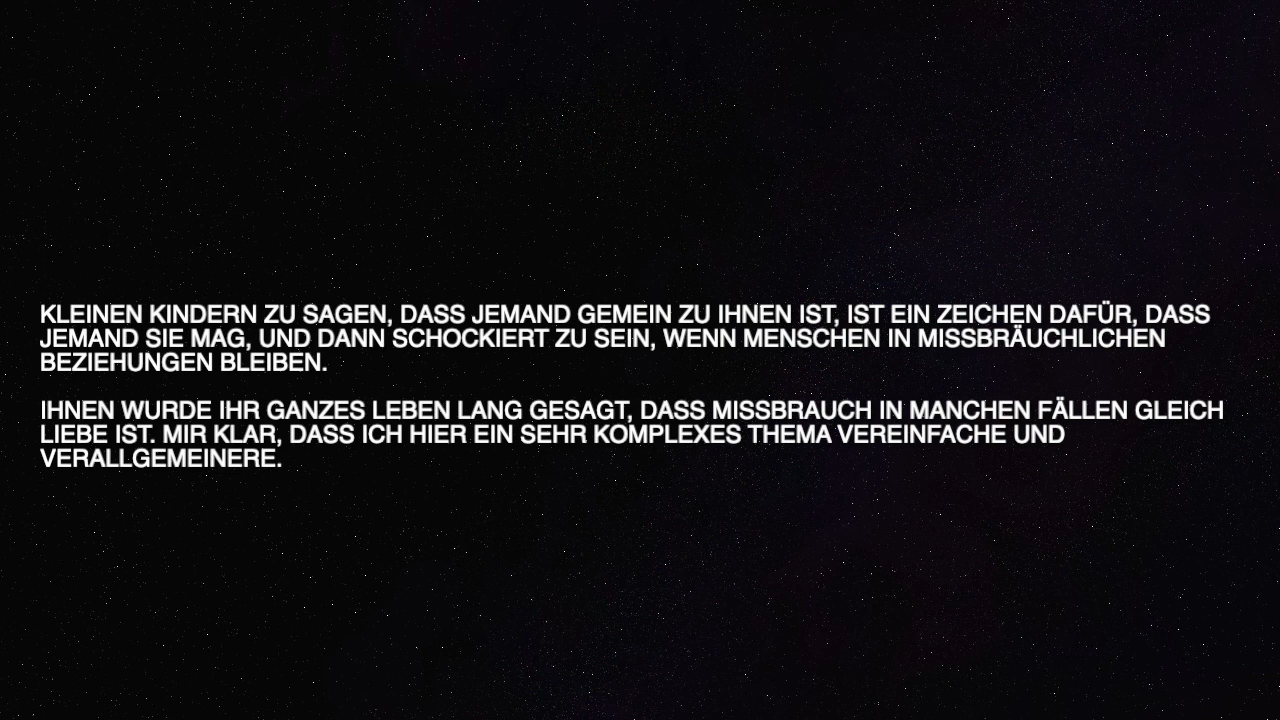 KLEINEN KINDERN ZU SAGEN, DASS JEMAND GEMEIN ZU IHNEN IST, IST EIN ZEICHEN DAFÜR, DASS
JEMAND SIE MAG, UND DANN SCHOCKIERT ZU SEIN, WENN MENSCHEN IN MISSBRÄUCHLICHEN
BEZIEHUNGEN BLEIBEN.
IHNEN WURDE IHR GANZES LEBEN LANG GESAGT, DASS MISSBRAUCH IN MANCHEN FÄLLEN GLEICH
LIEBE IST. MIR KLAR, DASS ICH HIER EIN SEHR KOMPLEXES THEMA VEREINFACHE UND
VERALLGEMEINERE.